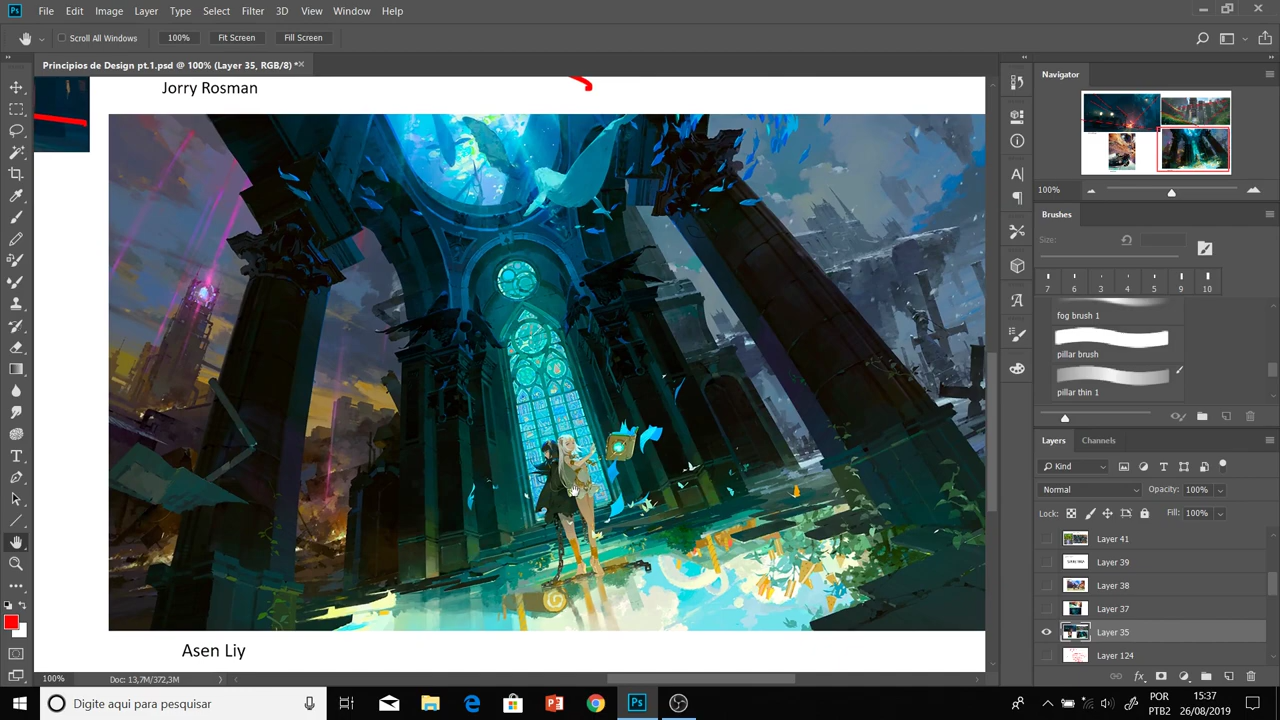 Ps File Edit Image Layer Type Select Filter 3D View Window Help
Scroll All Windows 100% Fit Screen Fill Screen
Principios de Design pt.1.psd @ 100% (Layer 35, RGB/8) *
Jorry Rosman
Asen Liy
Navigator
100%
Brushes
Size:
7 6 3 4 5 9 10
fog brush 1
pillar brush
pillar thin 1
Layers Channels
Kind
Normal Opacity: 100%
Lock: Fill: 100%
Layer 41
Layer 39
Layer 38
Layer 37
Layer 35
Layer 124
100% Doc: 13,7M/372,3M
Digite aqui para pesquisar
POR
PTB2
15:37
26/08/2019